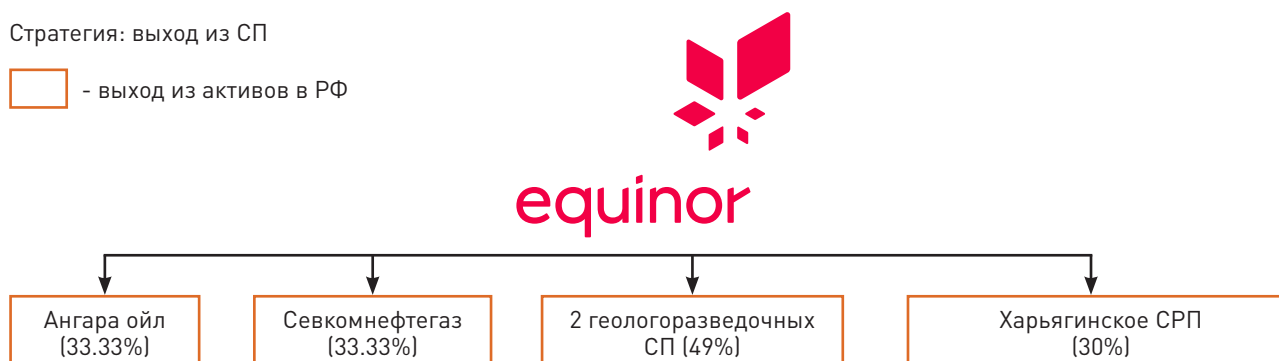 Стратегия: выход из СП
- выход из активов в РФ
equinor
Ангара ойл
(33.33%)
Севкомнефтегаз
(33.33%)
2 геологоразведочных
СП (49%)
Харьягинское СРП
(30%)